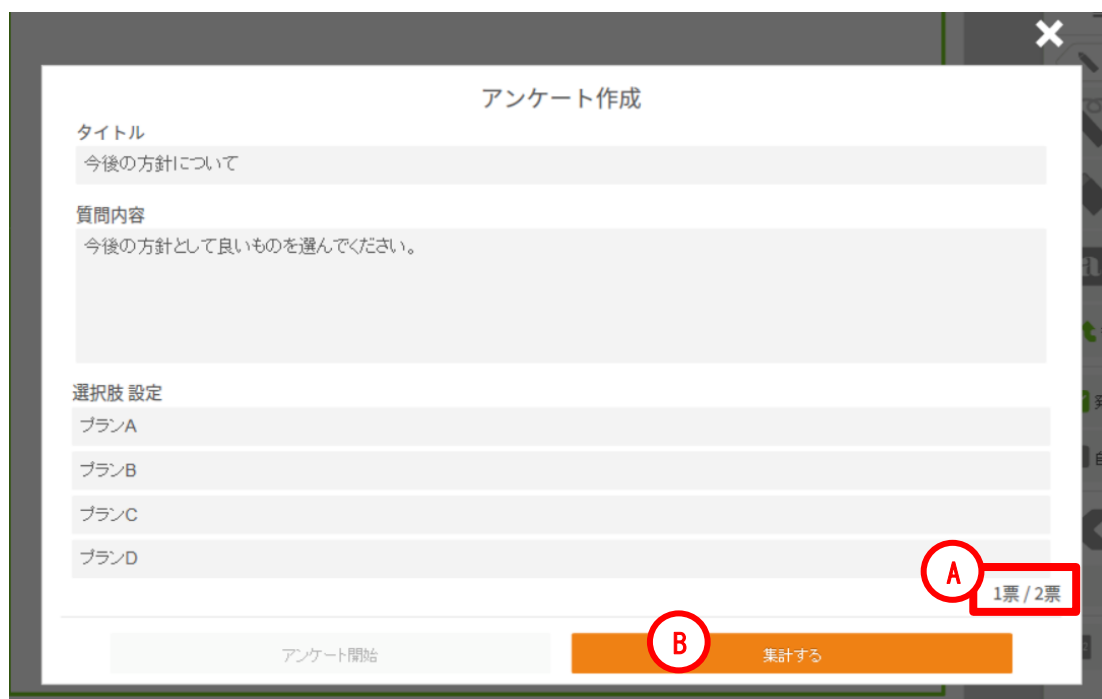 アンケート作成
タイトル
今後の方針について
質問内容
今後の方針として良いものを選んでください。
選択肢 設定
プランA
プランB
プランC
プランD
A
1票 / 2票
アンケート開始
B
集計する